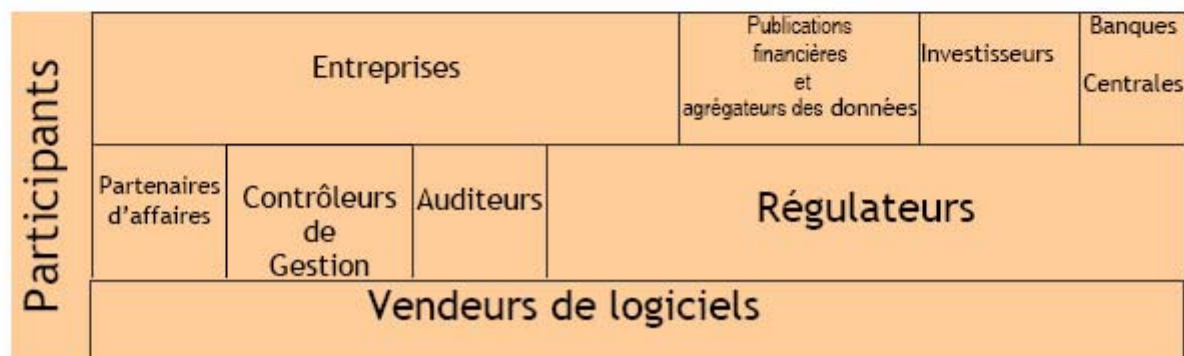 Participants
Entreprises
Publications
financières
et
agrégateurs des données
Investisseurs
Banques
Centrales
Partenaires
d'affaires
Contrôleurs
de
Gestion
Auditeurs
Régulateurs
Vendeurs de logiciels